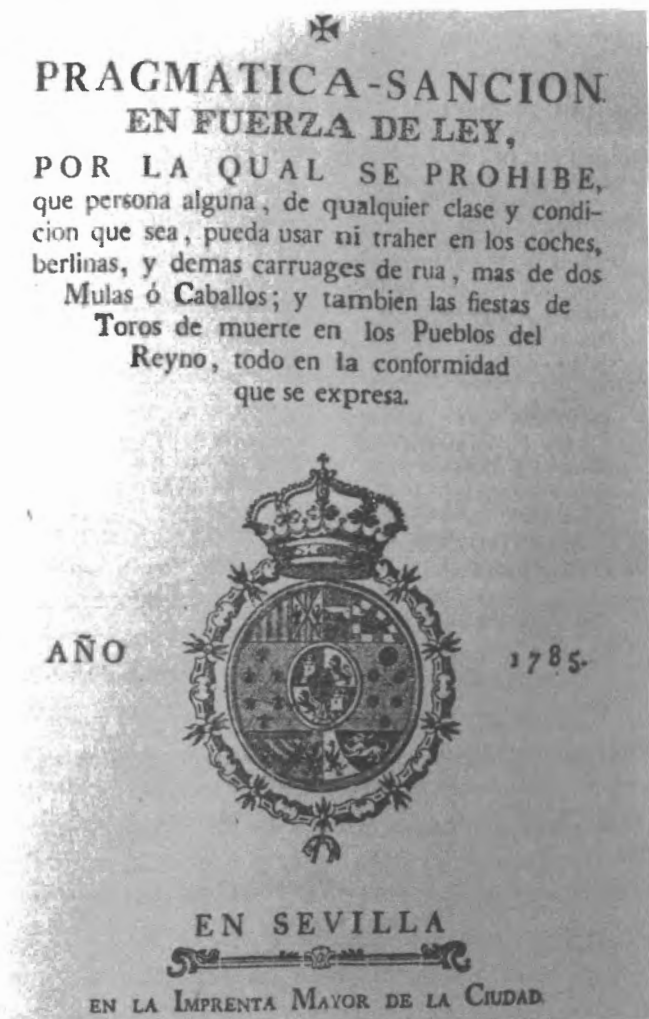 PRAGMATICA-SANCION
EN FUERZA DE LEY,
POR LA QUAL SE PROHIBE,
que persona alguna, de qualquier clase y condi-
cion que sea, pueda usar ni traher en los coches,
berlinas, y demas carruages de rua, mas de dos
Mulas ó Caballos; y tambien las fiestas de
Toros de muerte en los Pueblos del
Reyno, todo en la conformidad
que se expresa.
AÑO 1785.
EN SEVILLA
EN LA IMPRENTA MAYOR DE LA CIUDAD.